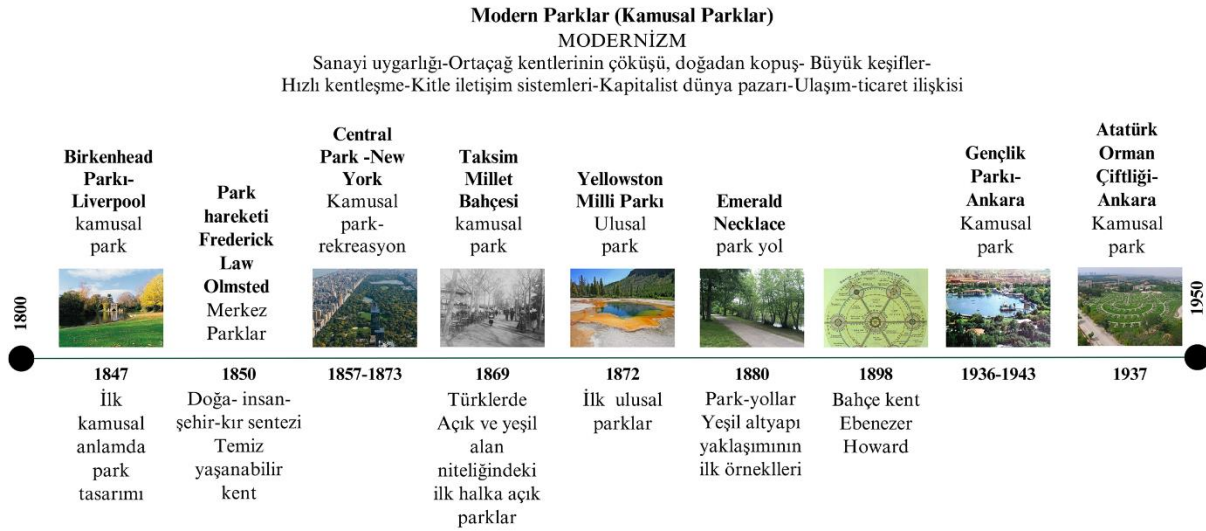 Modern Parklar (Kamusal Parklar)
MODERNİZM
Sanayi uygarlığı-Ortaçağ kentlerinin çöküşü, doğadan kopuş- Büyük keşifler-
Hızlı kentleşme-Kitle iletişim sistemleri-Kapitalist dünya pazarı-Ulaşım-ticaret ilişkisi
1800
Birkenhead
Parkı-
Liverpool
kamusal
park
1847
İlk
kamusal
anlamda
park
tasarımı
Park
hareketi
Frederick
Law
Olmsted
Merkez
Parklar
1850
Doğa- insan-
şehir-kır sentezi
Temiz
yaşanabilir
kent
Central
Park -New
York
Kamusal
park-
rekreasyon
1857-1873
Taksim
Millet
Bahçesi
kamusal
park
1869
Türklerde
Açık ve yeşil
alan
niteliğindeki
ilk halka açık
parklar
Yellowston
Milli Parkı
Ulusal
park
1872
İlk ulusal
parklar
Emerald
Necklace
park yol
1880
Park-yollar
Yeşil altyapı
yaklaşımının
ilk örneklleri
1898
Bahçe kent
Ebenezer
Howard
Gençlik
Parkı-
Ankara
Kamusal
park
1936-1943
Atatürk
Orman
Çiftliği-
Ankara
Kamusal
park
1937
1950